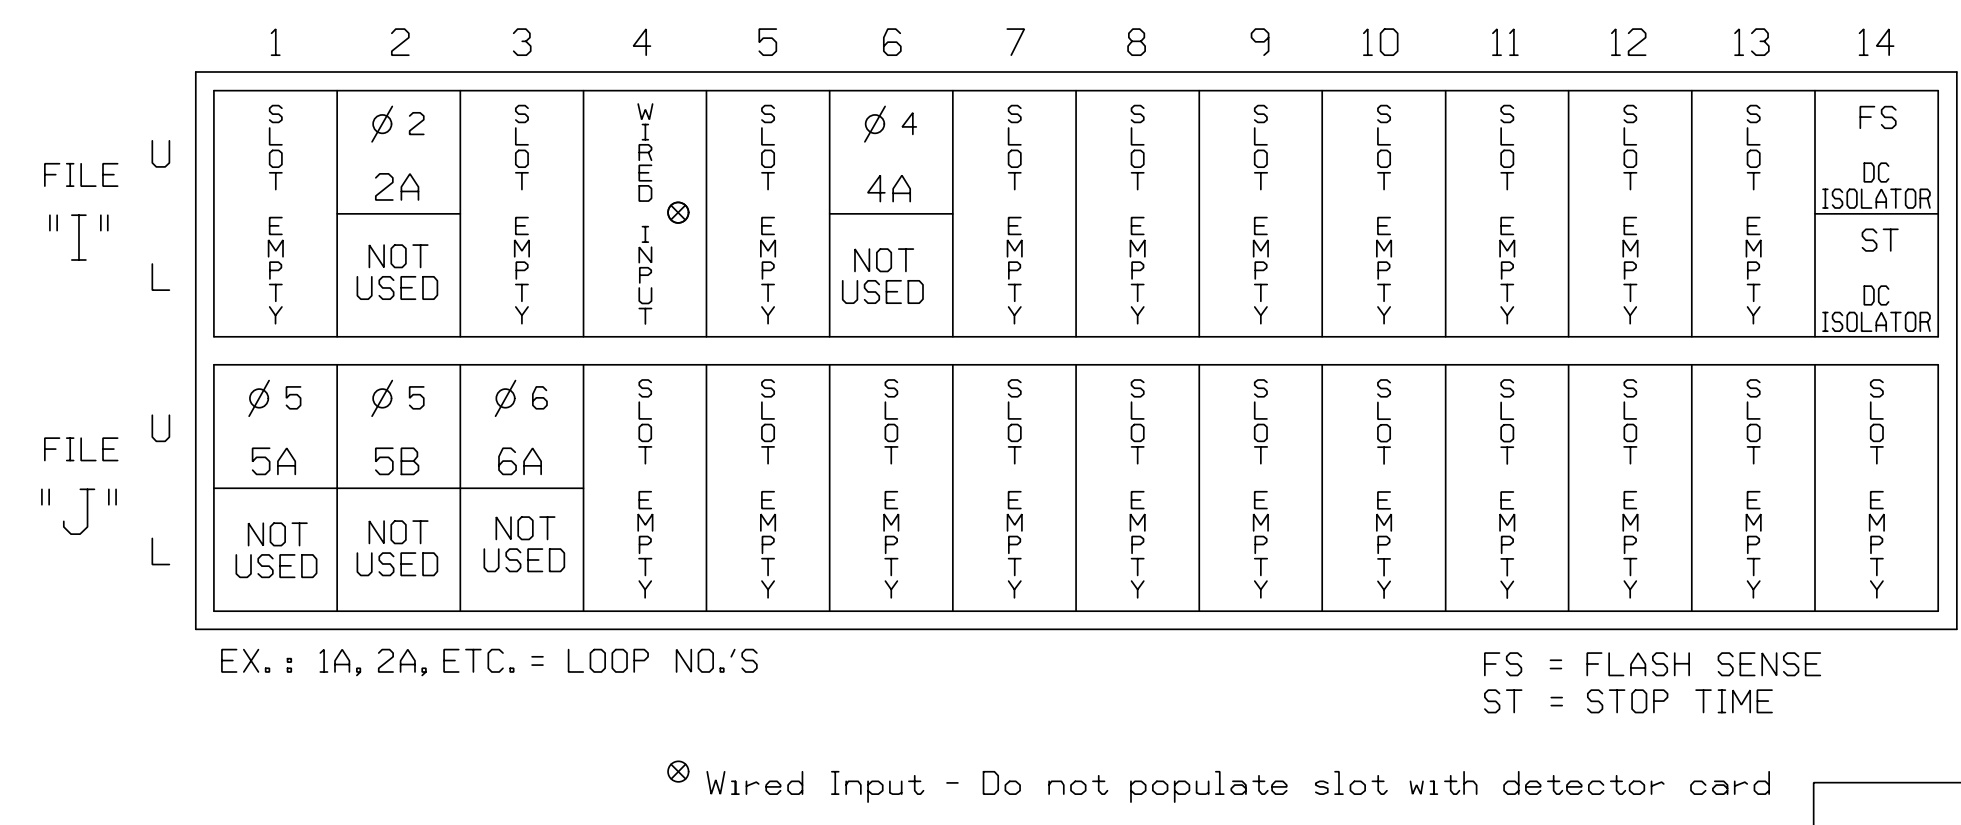 1 2 3 4 5 6 7 8 9 10 11 12 13 14
FILE "I"
U
L
SLOT EMPTY
Ø 2
2A
NOT
USED
SLOT EMPTY
WIRED INPUT ⊗
SLOT EMPTY
Ø 4
4A
NOT
USED
SLOT EMPTY
SLOT EMPTY
SLOT EMPTY
SLOT EMPTY
SLOT EMPTY
SLOT EMPTY
SLOT EMPTY
FS
DC
ISOLATOR
ST
DC
ISOLATOR
FILE "J"
U
L
Ø 5
5A
NOT
USED
Ø 5
5B
NOT
USED
Ø 6
6A
NOT
USED
SLOT EMPTY
SLOT EMPTY
SLOT EMPTY
SLOT EMPTY
SLOT EMPTY
SLOT EMPTY
SLOT EMPTY
SLOT EMPTY
SLOT EMPTY
SLOT EMPTY
SLOT EMPTY
EX.: 1A, 2A, ETC. = LOOP NO.'S
FS = FLASH SENSE
ST = STOP TIME
⊗ Wired Input - Do not populate slot with detector card